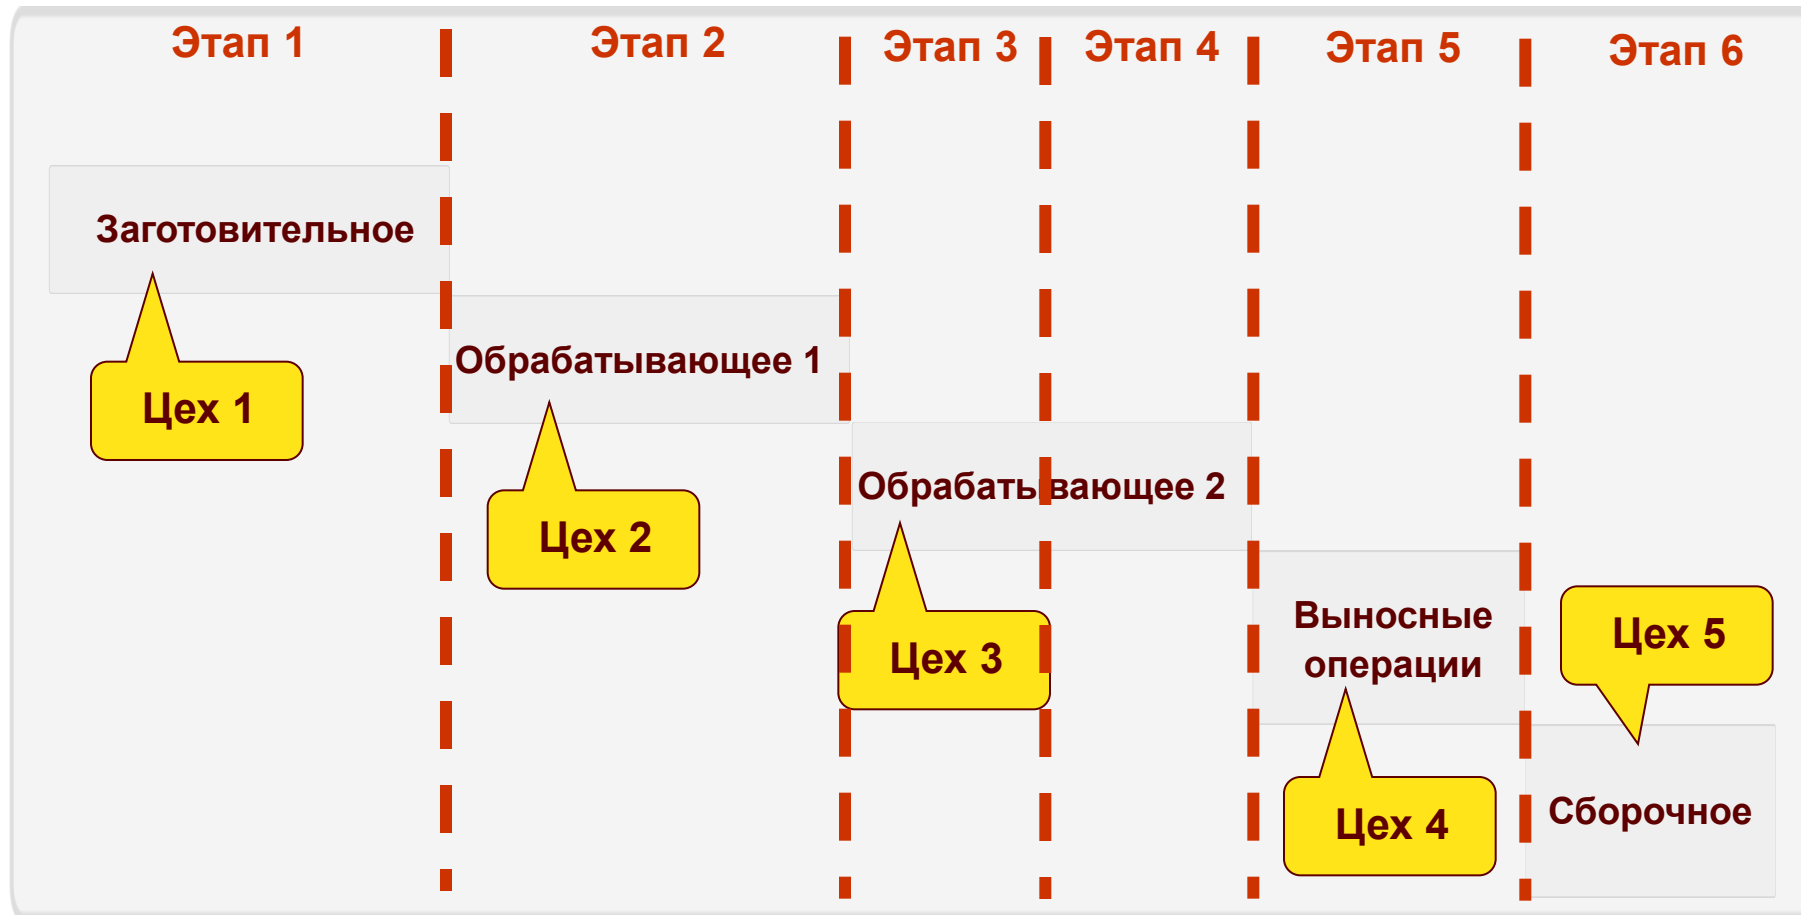 Этап 1
Этап 2
Этап 3
Этап 4
Этап 5
Этап 6
Заготовительное
Цех 1
Обрабатывающее 1
Цех 2
Обрабатывающее 2
Цех 3
Выносные
операции
Цех 4
Цех 5
Сборочное